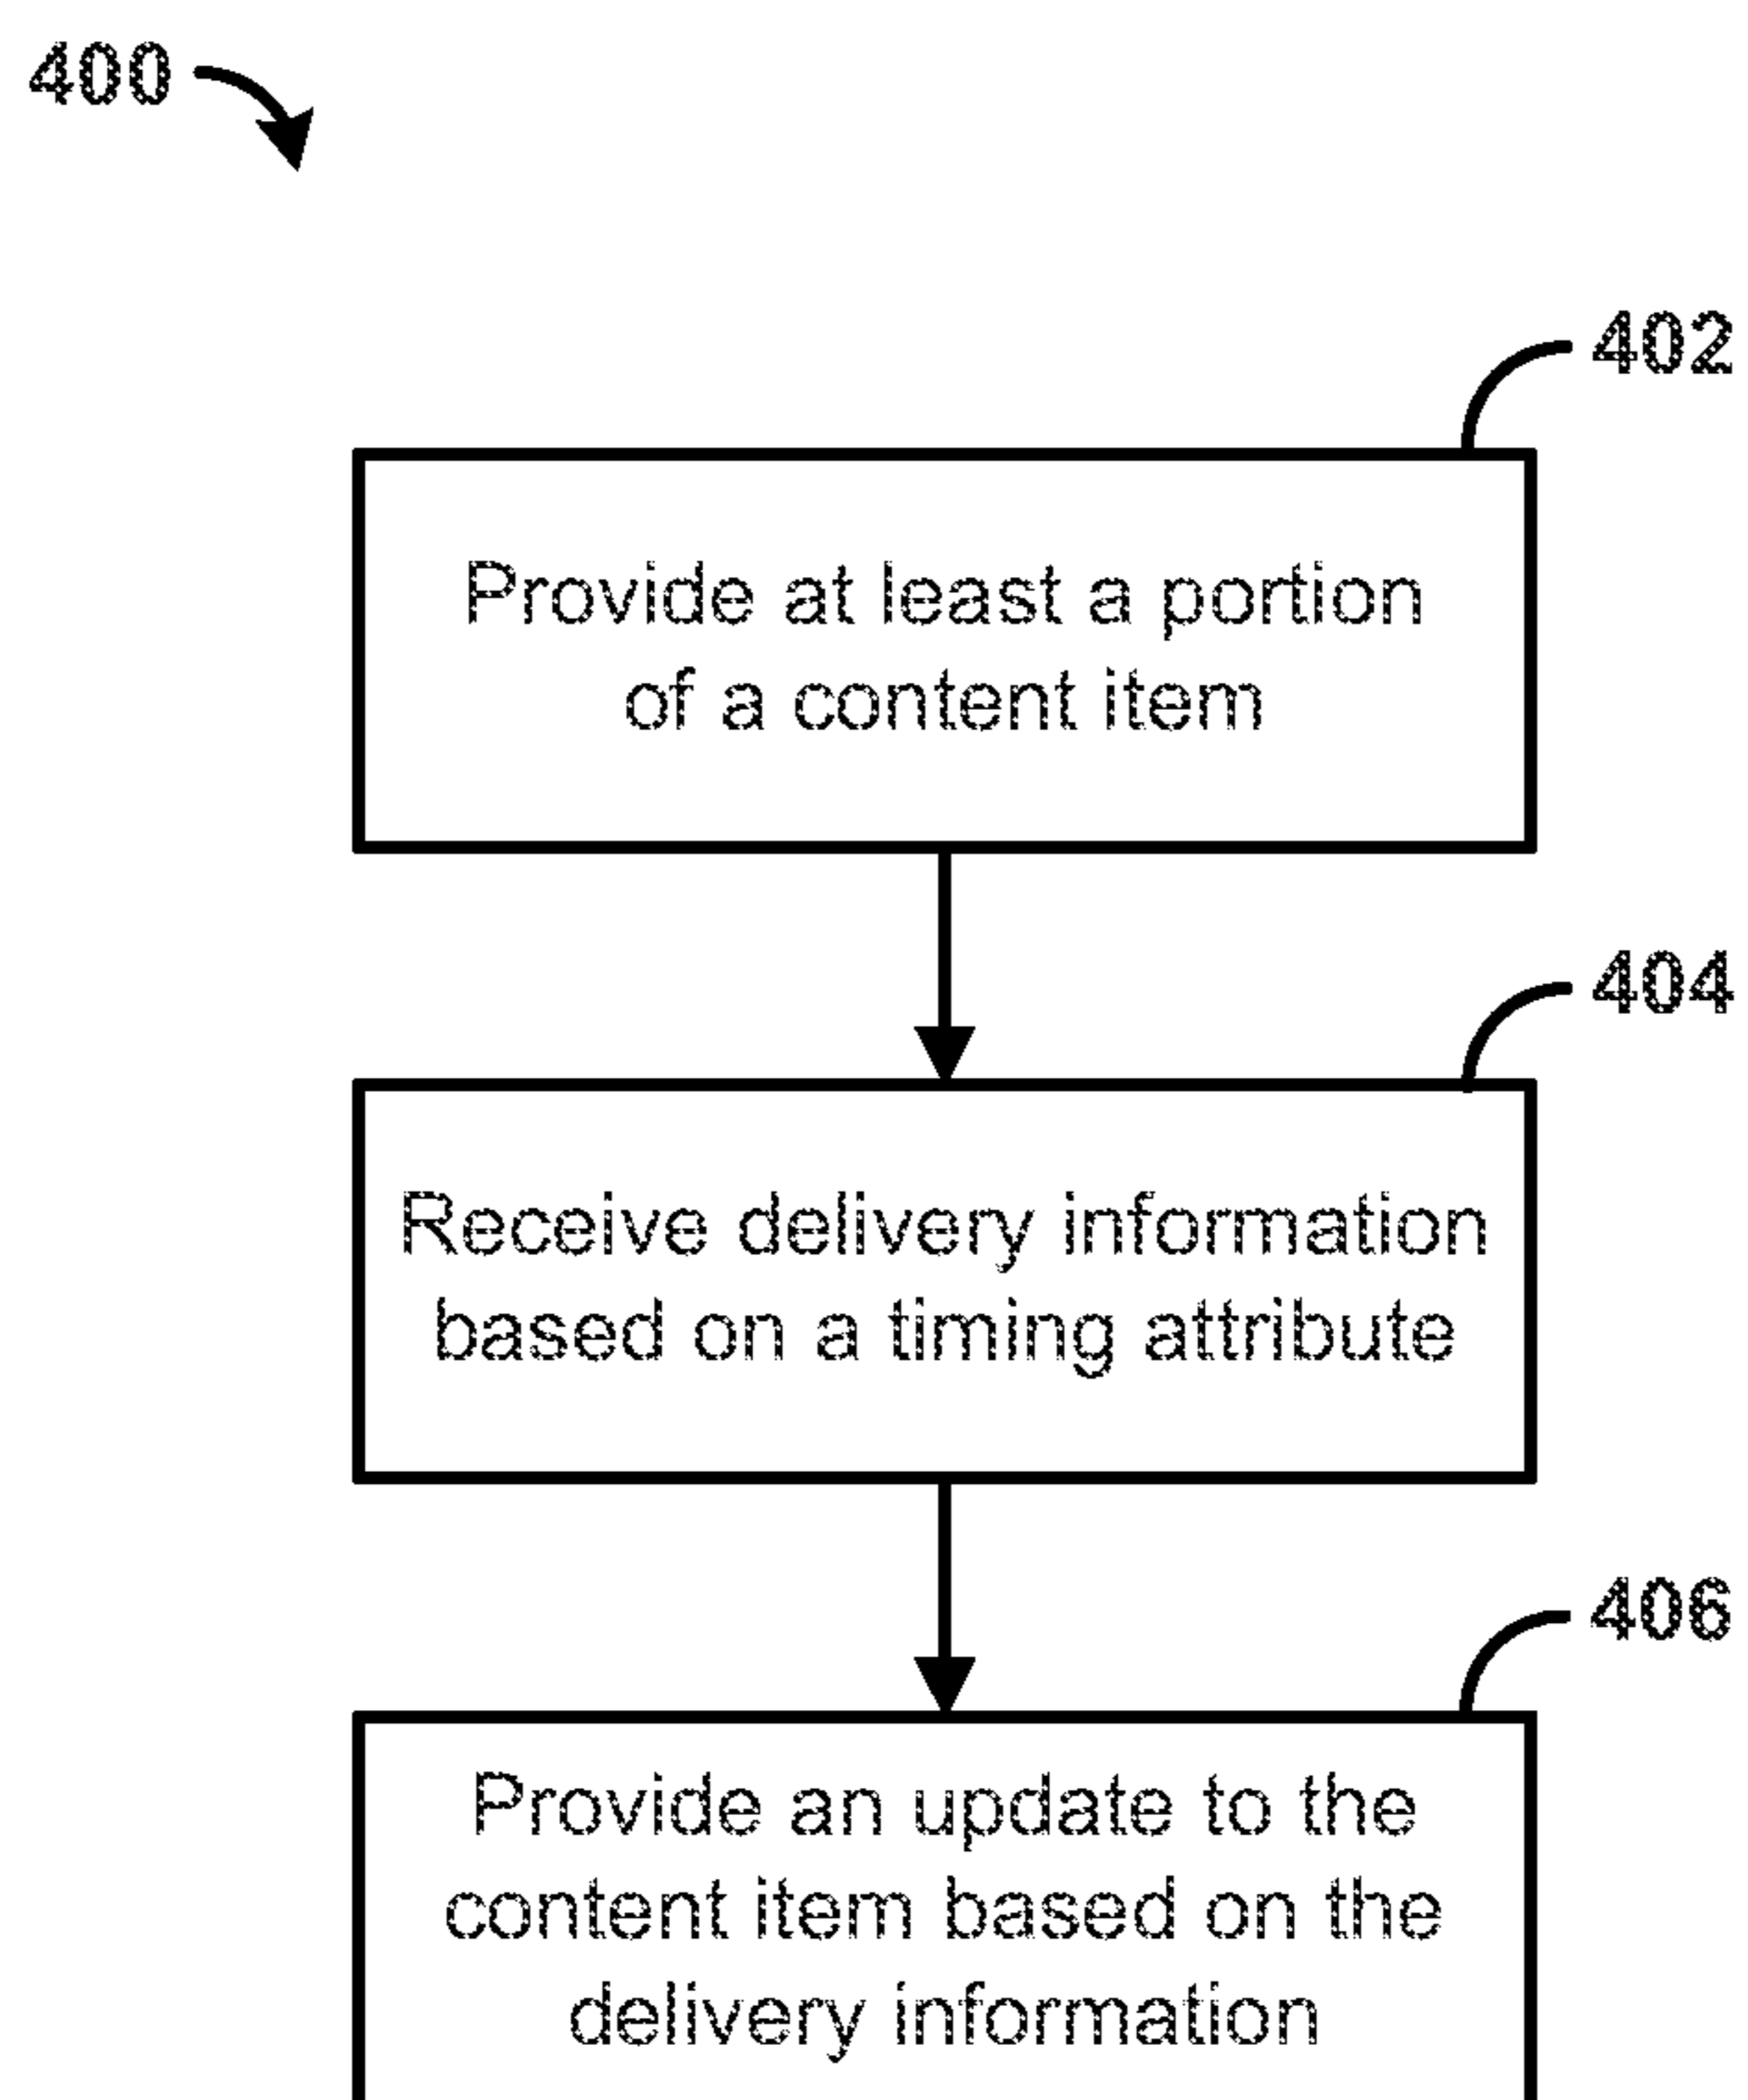 400
402
Provide at least a portion
of a content item
404
Receive delivery information
based on a timing attribute
406
Provide an update to the
content item based on the
delivery information